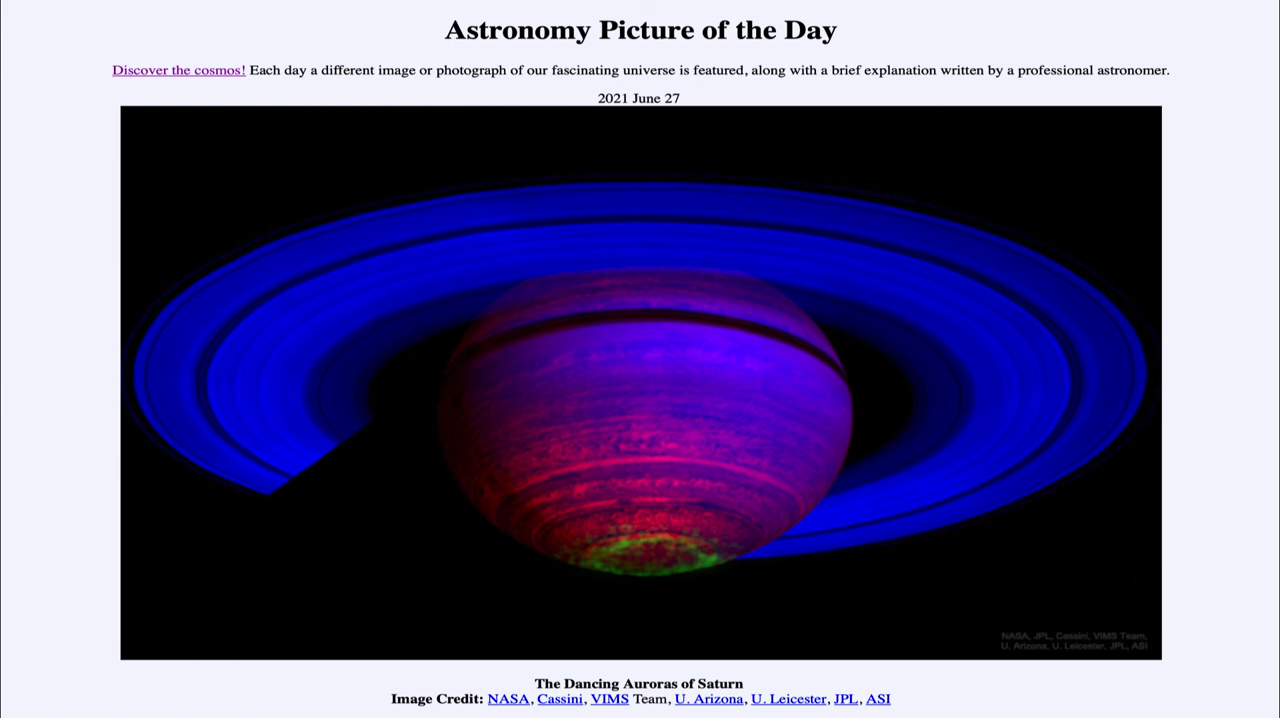 Astronomy Picture of the Day
Discover the cosmos! Each day a different image or photograph of our fascinating universe is featured, along with a brief explanation written by a professional astronomer.
2021 June 27
NASA, JPL, Cassini, VIMS Team,
U. Arizona, U. Leicester, JPL, ASI
The Dancing Auroras of Saturn
Image Credit: NASA, Cassini, VIMS Team, U. Arizona, U. Leicester, JPL, ASI